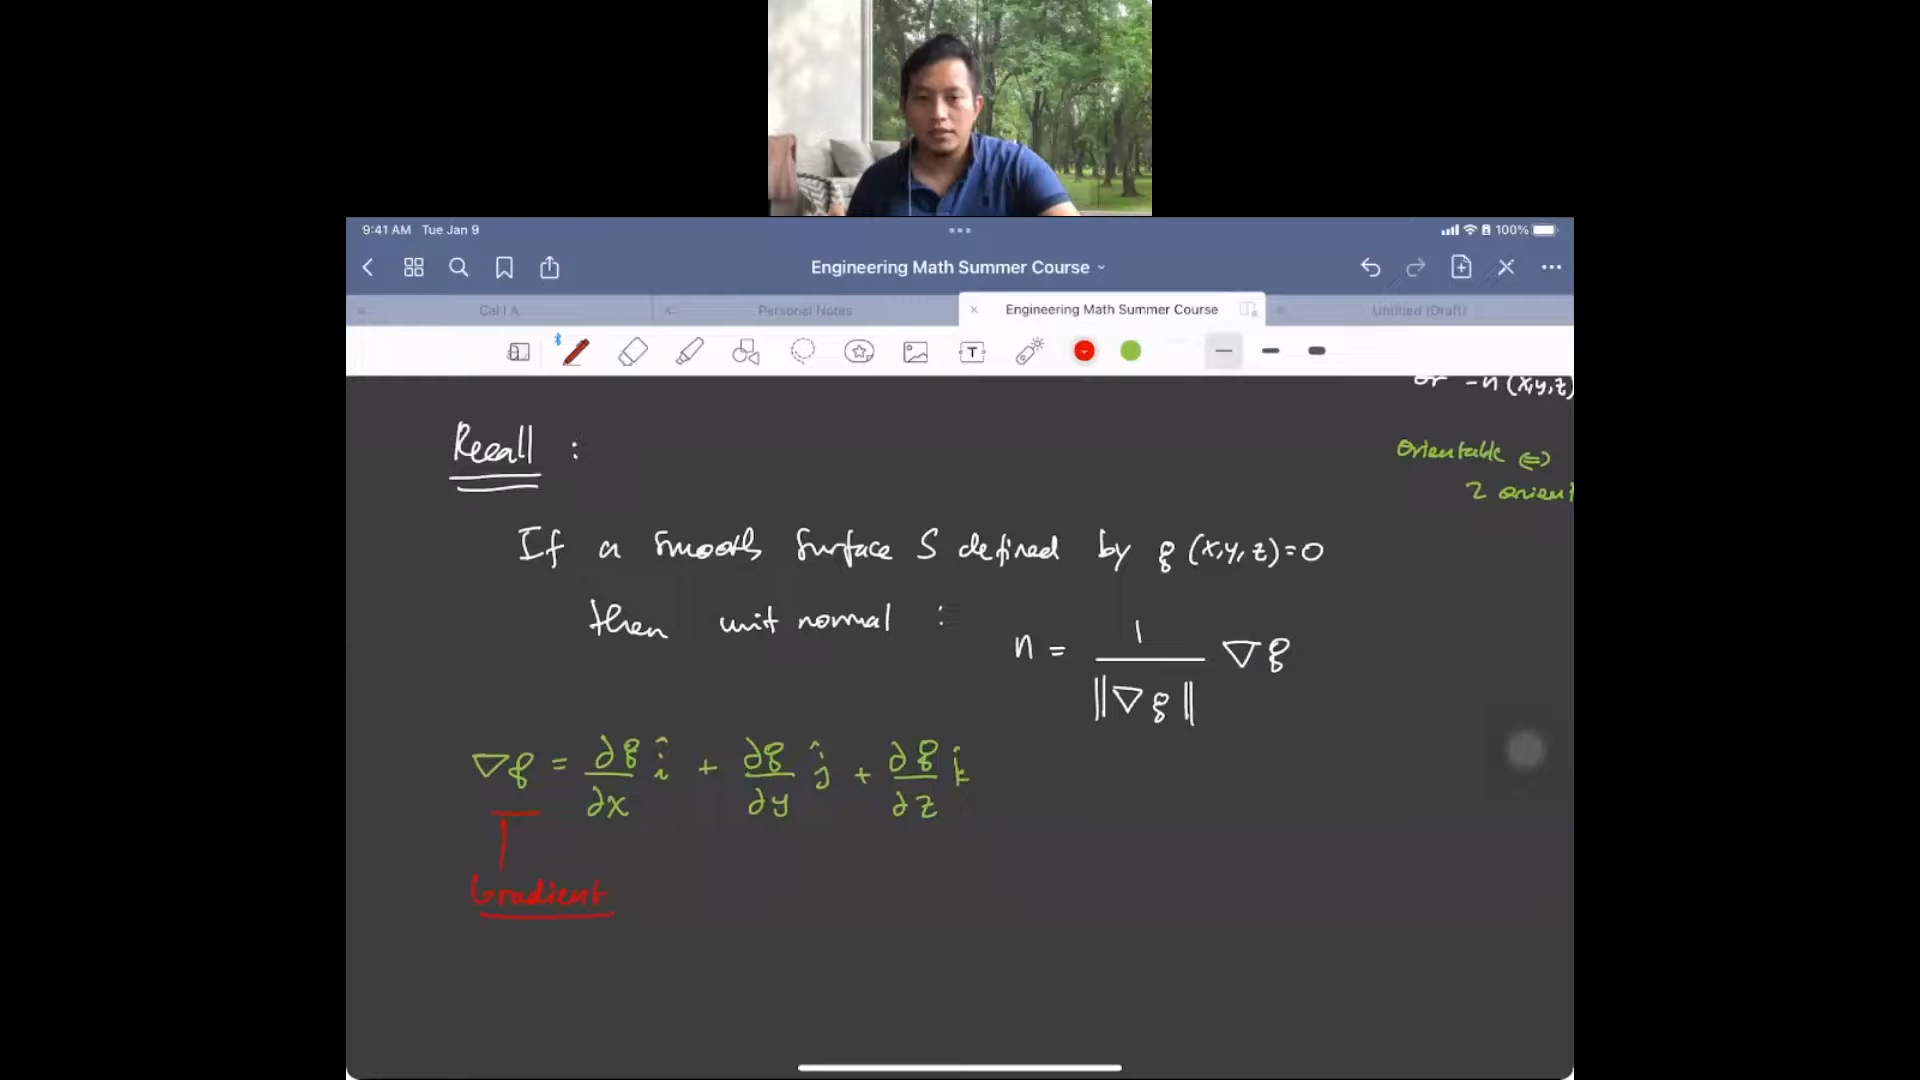 9:41 AM Tue Jan 9
100%
Engineering Math Summer Course
Cal I A
Personal Notes
Engineering Math Summer Course
Untitled (Draft)
T
or -n(x,y,z)
Recall :
Orientable ⇔
2 orient
If a smooth surface S defined by g(x,y,z)=0
then unit normal : n = 1/||∇g|| ∇g
∇g = ∂g/∂x î + ∂g/∂y ĵ + ∂g/∂z k̂
Gradient